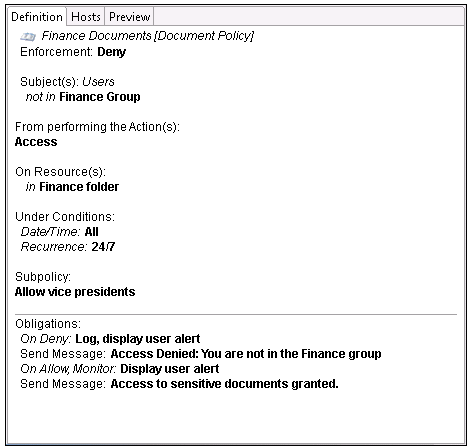 Definition Hosts Preview
Finance Documents [Document Policy]
Enforcement: Deny
Subject(s): Users
not in Finance Group
From performing the Action(s):
Access
On Resource(s):
in Finance folder
Under Conditions:
Date/Time: All
Recurrence: 24/7
Subpolicy:
Allow vice presidents
Obligations:
On Deny: Log, display user alert
Send Message: Access Denied: You are not in the Finance group
On Allow, Monitor: Display user alert
Send Message: Access to sensitive documents granted.